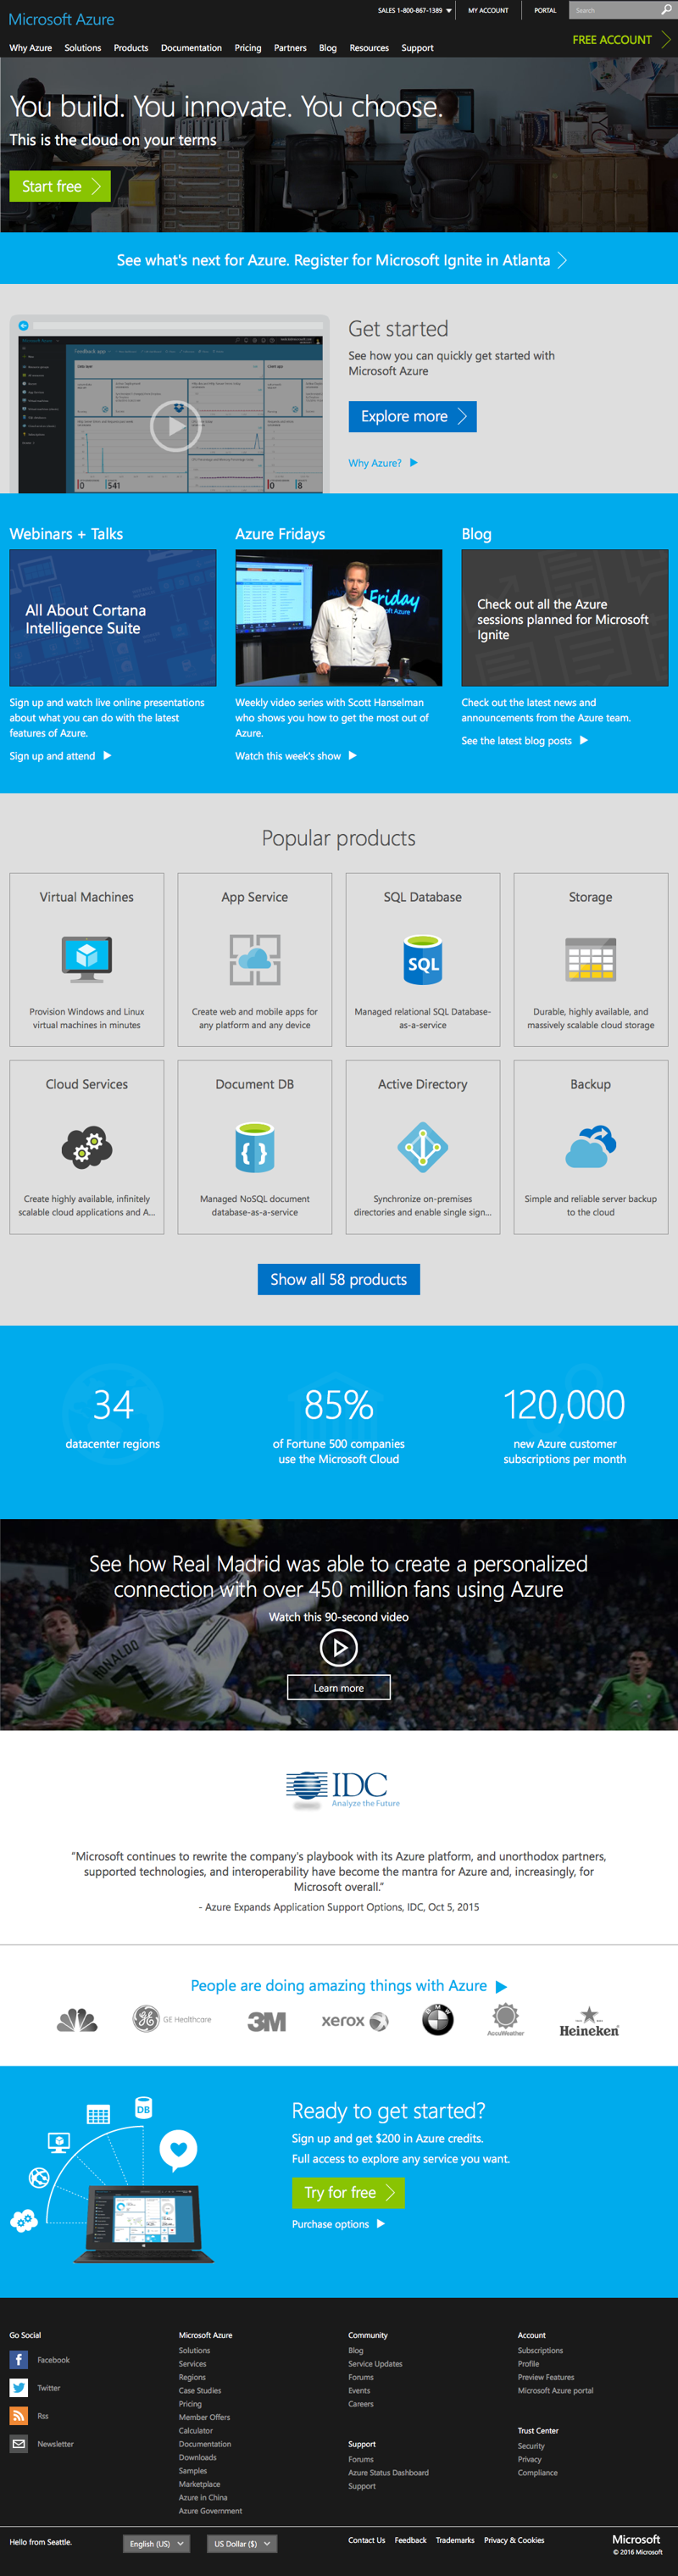 Microsoft Azure
SALES 1-800-867-1389
MY ACCOUNT
PORTAL
Search
Why Azure
Solutions
Products
Documentation
Pricing
Partners
Blog
Resources
Support
FREE ACCOUNT
You build. You innovate. You choose.
This is the cloud on your terms
Start free
See what's next for Azure. Register for Microsoft Ignite in Atlanta
Feedback app
0
541
0
8
Get started
See how you can quickly get started with
Microsoft Azure
Explore more
Why Azure?
Webinars + Talks
All About Cortana
Intelligence Suite
Sign up and watch live online presentations
about what you can do with the latest
features of Azure.
Sign up and attend
Azure Fridays
Friday
Weekly video series with Scott Hanselman
who shows you how to get the most out of
Azure.
Watch this week's show
Blog
Check out all the Azure
sessions planned for Microsoft
Ignite
Check out the latest news and
announcements from the Azure team.
See the latest blog posts
Popular products
Virtual Machines
Provision Windows and Linux
virtual machines in minutes
App Service
Create web and mobile apps for
any platform and any device
SQL Database
SQL
Managed relational SQL Database-
as-a-service
Storage
Durable, highly available, and
massively scalable cloud storage
Cloud Services
Create highly available, infinitely
scalable cloud applications and A...
Document DB
{ }
Managed NoSQL document
database-as-a-service
Active Directory
Synchronize on-premises
directories and enable single sign...
Backup
Simple and reliable server backup
to the cloud
Show all 58 products
34
datacenter regions
85%
of Fortune 500 companies
use the Microsoft Cloud
120,000
new Azure customer
subscriptions per month
See how Real Madrid was able to create a personalized
connection with over 450 million fans using Azure
Watch this 90-second video
RONALDO
Learn more
IDC
Analyze the Future
"Microsoft continues to rewrite the company's playbook with its Azure platform, and unorthodox partners,
supported technologies, and interoperability have become the mantra for Azure and, increasingly, for
Microsoft overall."
- Azure Expands Application Support Options, IDC, Oct 5, 2015
People are doing amazing things with Azure
GE Healthcare
3M
xerox
BMW
AccuWeather
Heineken
DB
Ready to get started?
Sign up and get $200 in Azure credits.
Full access to explore any service you want.
Try for free
Purchase options
Go Social
Facebook
Twitter
Rss
Newsletter
Microsoft Azure
Solutions
Services
Regions
Case Studies
Pricing
Member Offers
Calculator
Documentation
Downloads
Samples
Marketplace
Azure in China
Azure Government
Community
Blog
Service Updates
Forums
Events
Careers
Support
Forums
Azure Status Dashboard
Support
Account
Subscriptions
Profile
Preview Features
Microsoft Azure portal
Trust Center
Security
Privacy
Compliance
Hello from Seattle.
English (US)
US Dollar ($)
Contact Us
Feedback
Trademarks
Privacy & Cookies
Microsoft
© 2016 Microsoft